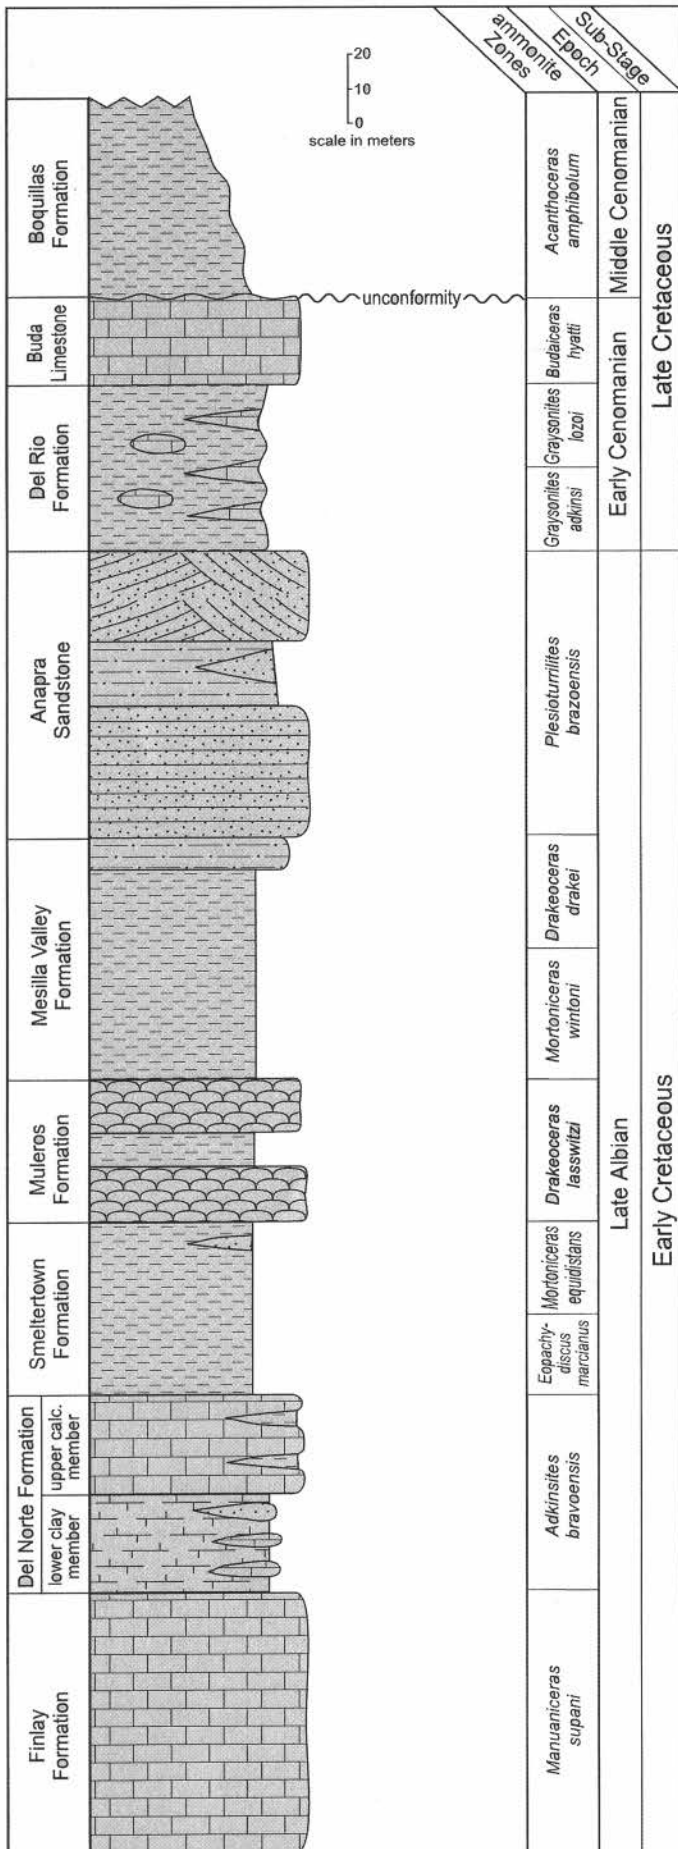 ammonite
Zones
Epoch
Sub-Stage
20
10
0
scale in meters
Boquillas
Formation
Acanthoceras
amphibolum
Middle Cenomanian
Late Cretaceous
unconformity
Buda
Limestone
Budaiceras
hyatti
Early Cenomanian
Del Rio
Formation
Graysonites
lozoi
Graysonites
adkinsi
Anapra
Sandstone
Plesioturrilites
brazoensis
Late Albian
Early Cretaceous
Mesilla Valley
Formation
Drakeoceras
drakei
Mortoniceras
wintoni
Muleros
Formation
Drakeoceras
lasswitzi
Smeltertown
Formation
Mortoniceras
equidistans
Eopachy-
discus
marcianus
Del Norte Formation
upper calc.
member
lower clay
member
Adkinsites
bravoensis
Finlay
Formation
Manuaniceras
supani